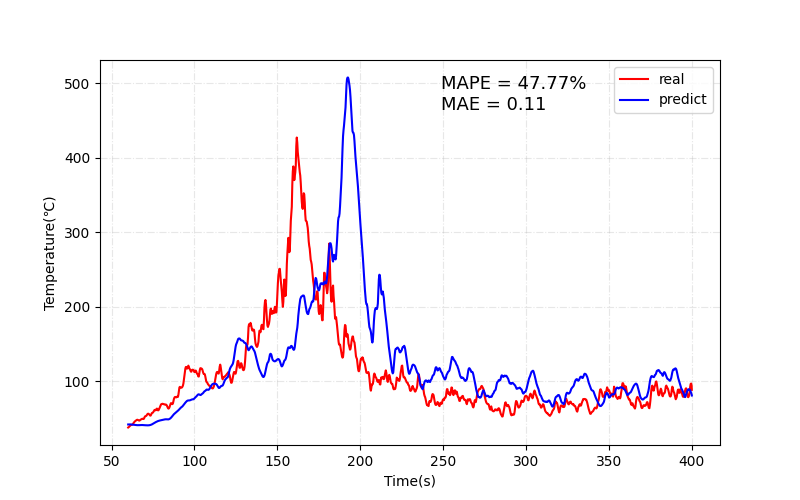 MAPE = 47.77%
MAE = 0.11
real
predict
Temperature(℃)
500
400
300
200
100
50
100
150
200
250
300
350
400
Time(s)